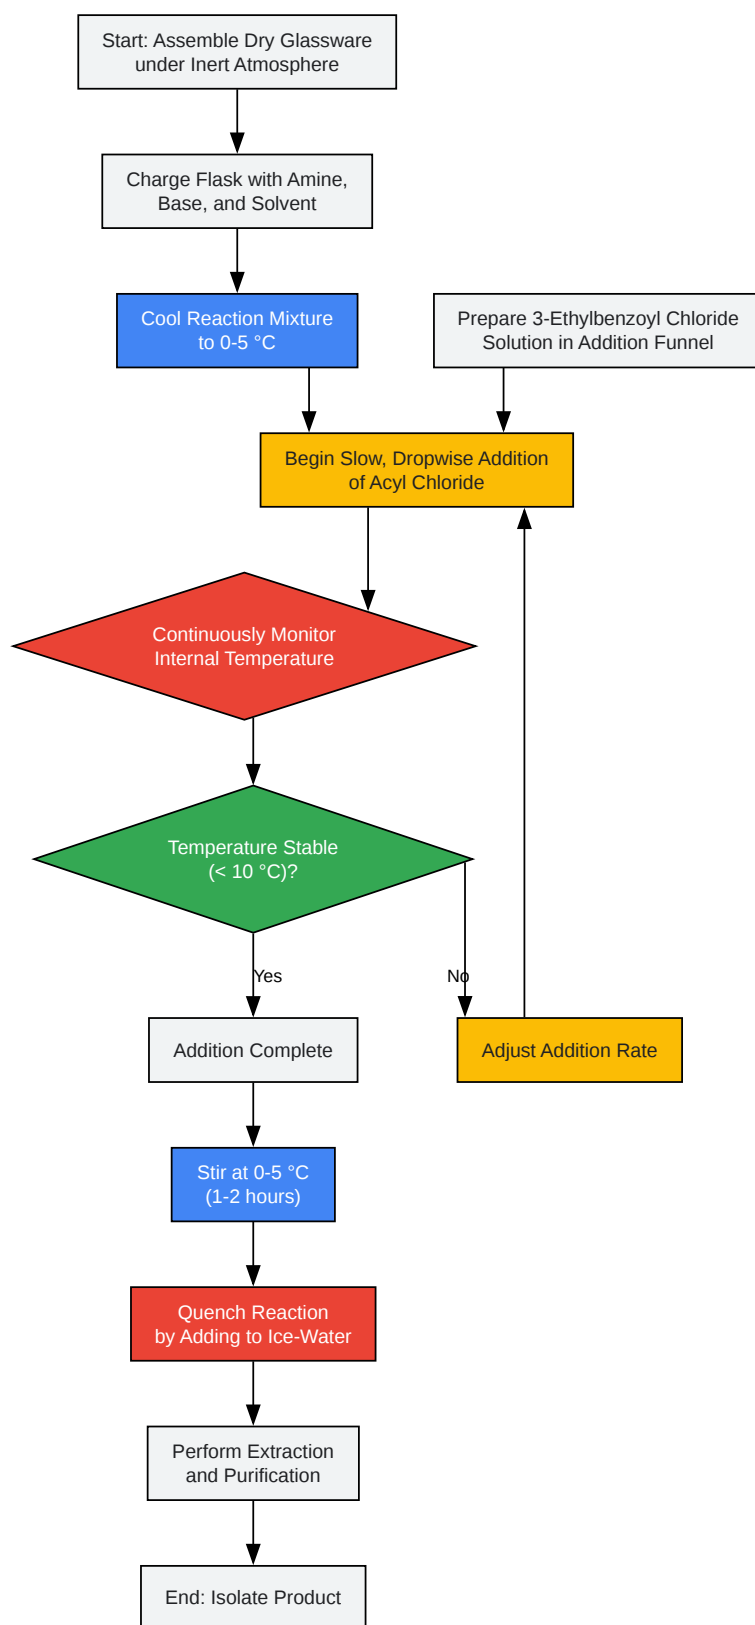 Start: Assemble Dry Glassware
under Inert Atmosphere
Charge Flask with Amine,
Base, and Solvent
Cool Reaction Mixture
to 0-5 °C
Prepare 3-Ethylbenzoyl Chloride
Solution in Addition Funnel
Begin Slow, Dropwise Addition
of Acyl Chloride
Continuously Monitor
Internal Temperature
Temperature Stable
(< 10 °C)?
Yes
No
Addition Complete
Adjust Addition Rate
Stir at 0-5 °C
(1-2 hours)
Quench Reaction
by Adding to Ice-Water
Perform Extraction
and Purification
End: Isolate Product